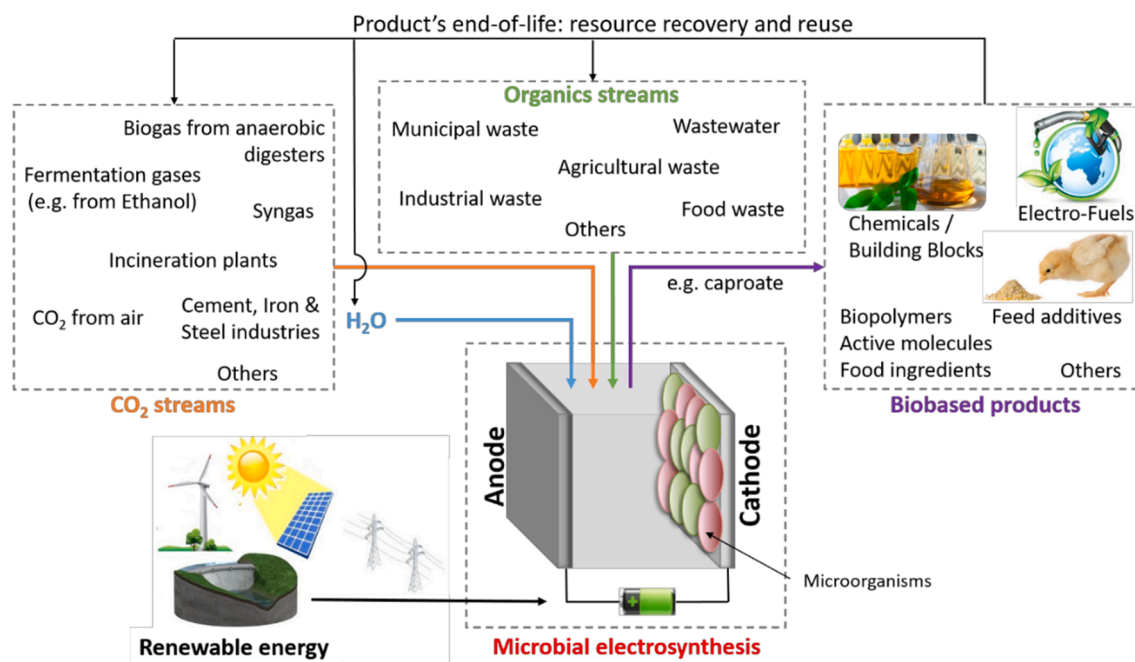 Product's end-of-life: resource recovery and reuse
Organics streams
Municipal waste
Wastewater
Agricultural waste
Industrial waste
Food waste
Others
Biogas from anaerobic
digesters
Fermentation gases
(e.g. from Ethanol)
Syngas
Incineration plants
CO₂ from air
Cement, Iron &
Steel industries
Others
CO₂ streams
H₂O
e.g. caproate
Electro-Fuels
Chemicals /
Building Blocks
Biopolymers
Feed additives
Active molecules
Food ingredients
Others
Biobased products
Anode
Cathode
Microorganisms
Renewable energy
Microbial electrosynthesis